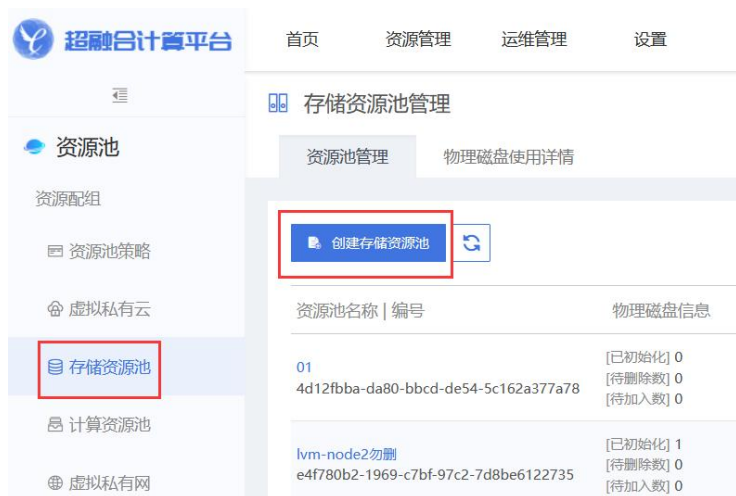 超融合计算平台
首页 资源管理 运维管理 设置
存储资源池管理
资源池
资源池管理 物理磁盘使用详情
资源配组
资源池策略
虚拟私有云
存储资源池
计算资源池
虚拟私有网
创建存储资源池
资源池名称 | 编号 物理磁盘信息
01
4d12fbba-da80-bbcd-de54-5c162a377a78
[已初始化] 0
[待删除数] 0
[待加入数] 0
lvm-node2勿删
e4f780b2-1969-c7bf-97c2-7d8be6122735
[已初始化] 1
[待删除数] 0
[待加入数] 0